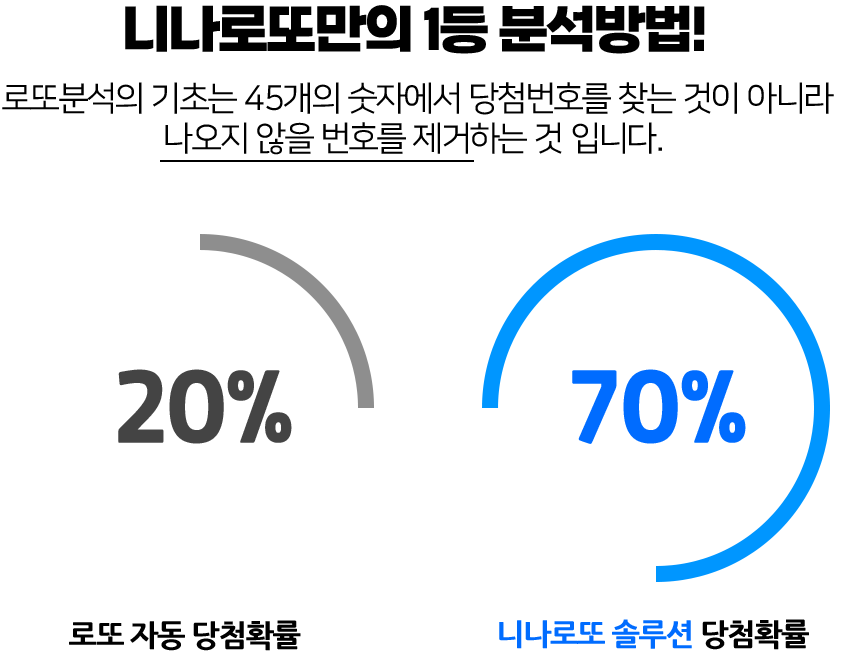 니나로또만의 1등 분석방법!
로또분석의 기초는 45개의 숫자에서 당첨번호를 찾는 것이 아니라
나오지 않을 번호를 제거하는 것 입니다.
20%
70%
로또 자동 당첨확률
니나로또 솔루션 당첨확률